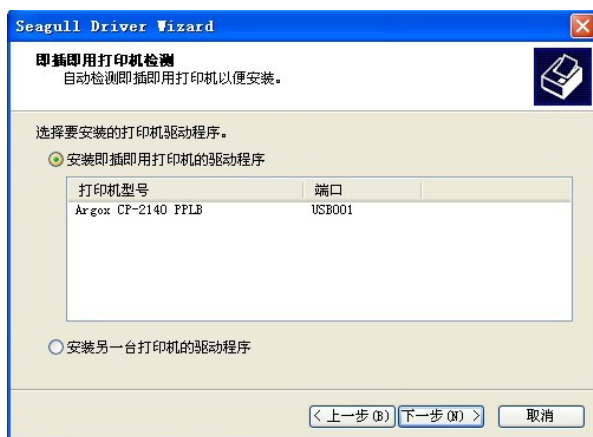 Seagull Driver Wizard
即插即用打印机检测
自动检测即插即用打印机以便安装。
选择要安装的打印机驱动程序。
安装即插即用打印机的驱动程序
打印机型号 端口
Argox CP-2140 PPLB USB001
安装另一台打印机的驱动程序
< 上一步(B) 下一步(N) > 取消